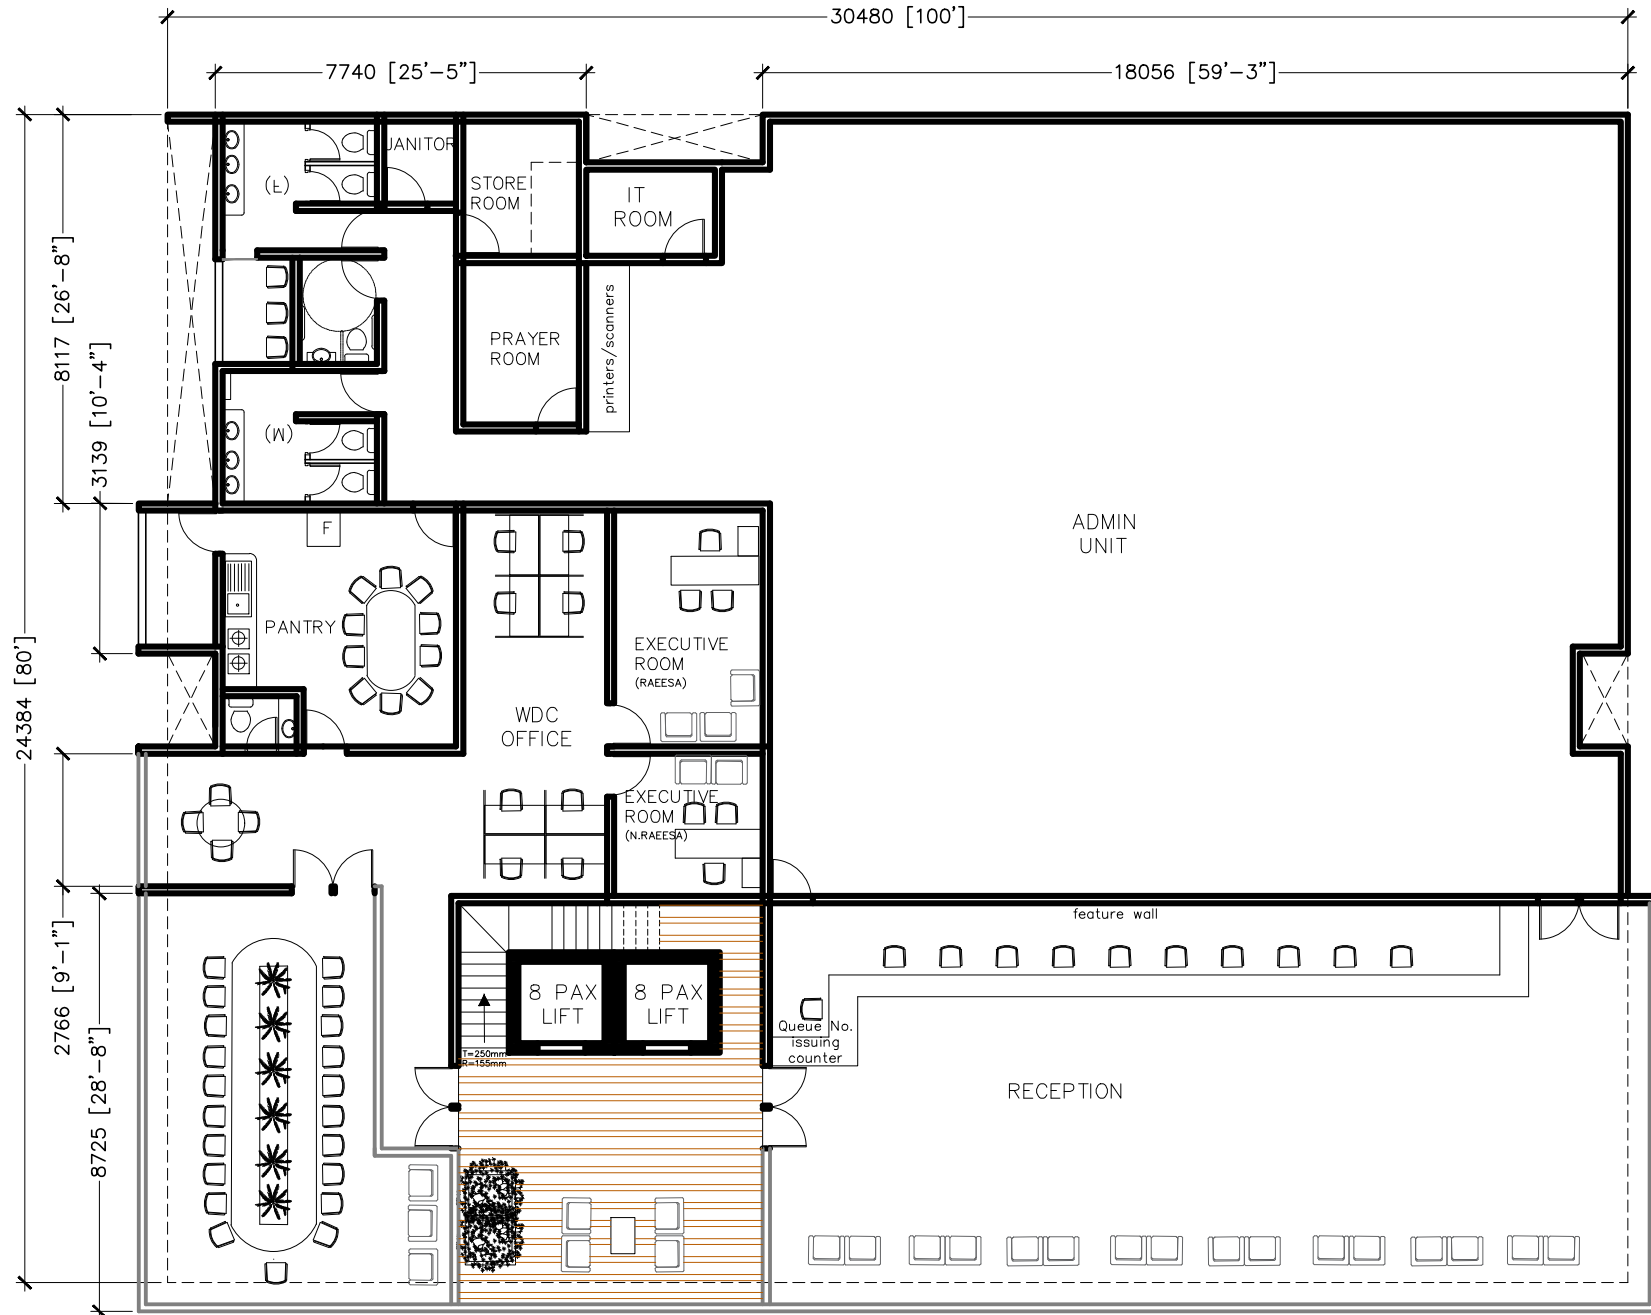 30480 [100']
7740 [25'-5"]
18056 [59'-3"]
JANITOR
(F)
STORE
ROOM
IT
ROOM
8117 [26'-8"]
printers/scanners
PRAYER
ROOM
3139 [10'-4"]
(M)
F
ADMIN
UNIT
PANTRY
EXECUTIVE
ROOM
(RAEESA)
24384 [80']
WDC
OFFICE
EXECUTIVE
ROOM
(N.RAEESA)
feature wall
2766 [9'-1"]
8 PAX
LIFT
8 PAX
LIFT
Queue No.
issuing
counter
T=250mm
R=155mm
RECEPTION
8725 [28'-8"]